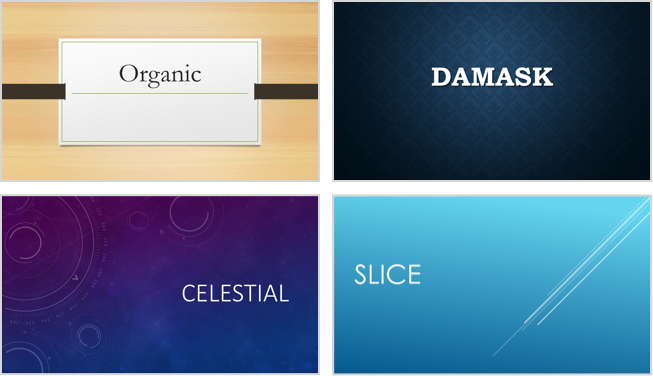 Organic
DAMASK
CELESTIAL
SLICE